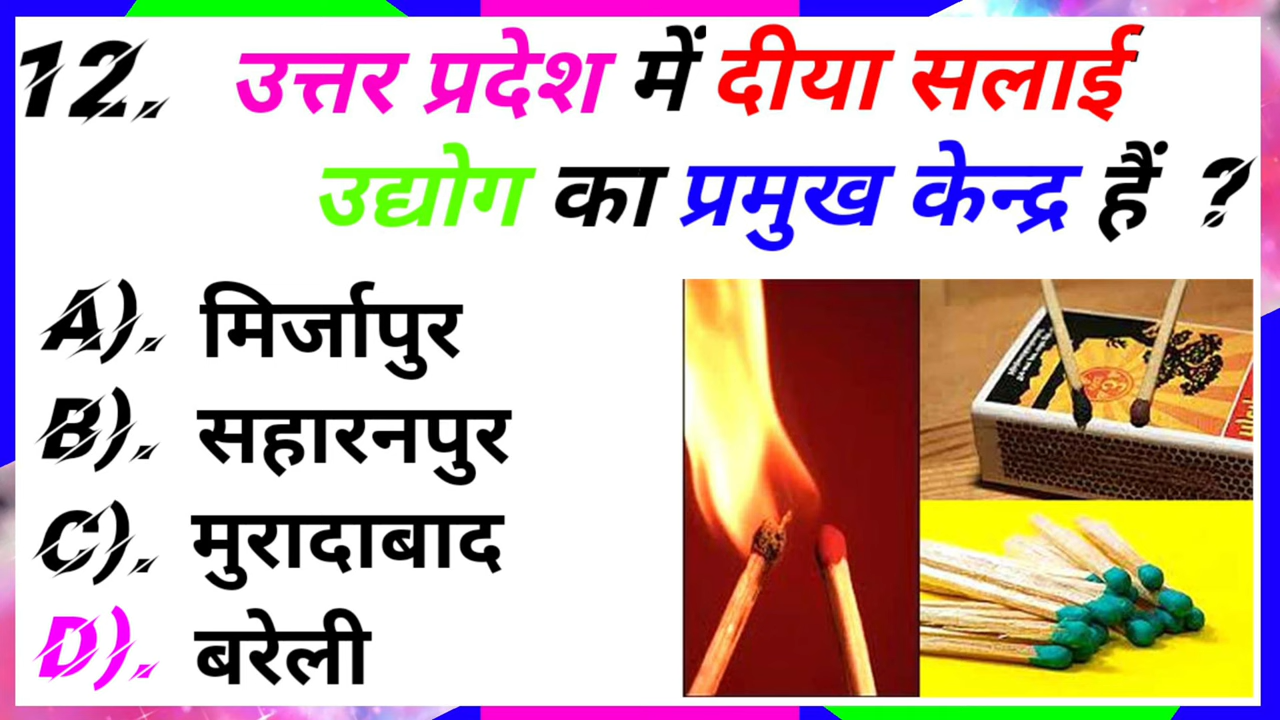 12. उत्तर प्रदेश में दीया सलाई
उद्योग का प्रमुख केन्द्र हैं ?
A). मिर्जापुर
B). सहारनपुर
C). मुरादाबाद
D). बरेली